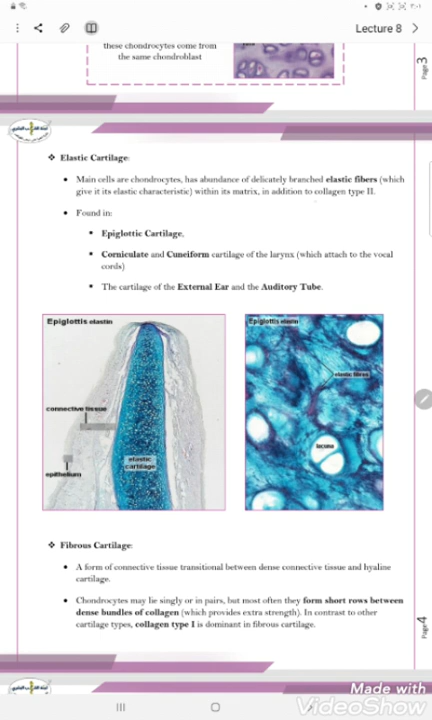 Lecture 8
these chondrocytes come from
the same chondroblast
Page 3
❖ Elastic Cartilage:
• Main cells are chondrocytes, has abundance of delicately branched elastic fibers (which
give it its elastic characteristic) within its matrix, in addition to collagen type II.
• Found in:
▪ Epiglottic Cartilage.
▪ Corniculate and Cuneiform cartilage of the larynx (which attach to the vocal
cords)
▪ The cartilage of the External Ear and the Auditory Tube.
Epiglottis elastin
connective tissue
epithelium
elastic
cartilage
Epiglottis elastin
elastic fibres
lacuna
❖ Fibrous Cartilage:
• A form of connective tissue transitional between dense connective tissue and hyaline
cartilage.
• Chondrocytes may lie singly or in pairs, but most often they form short rows between
dense bundles of collagen (which provides extra strength). In contrast to other
cartilage types, collagen type I is dominant in fibrous cartilage.
Page 4
Made with
VideoShow